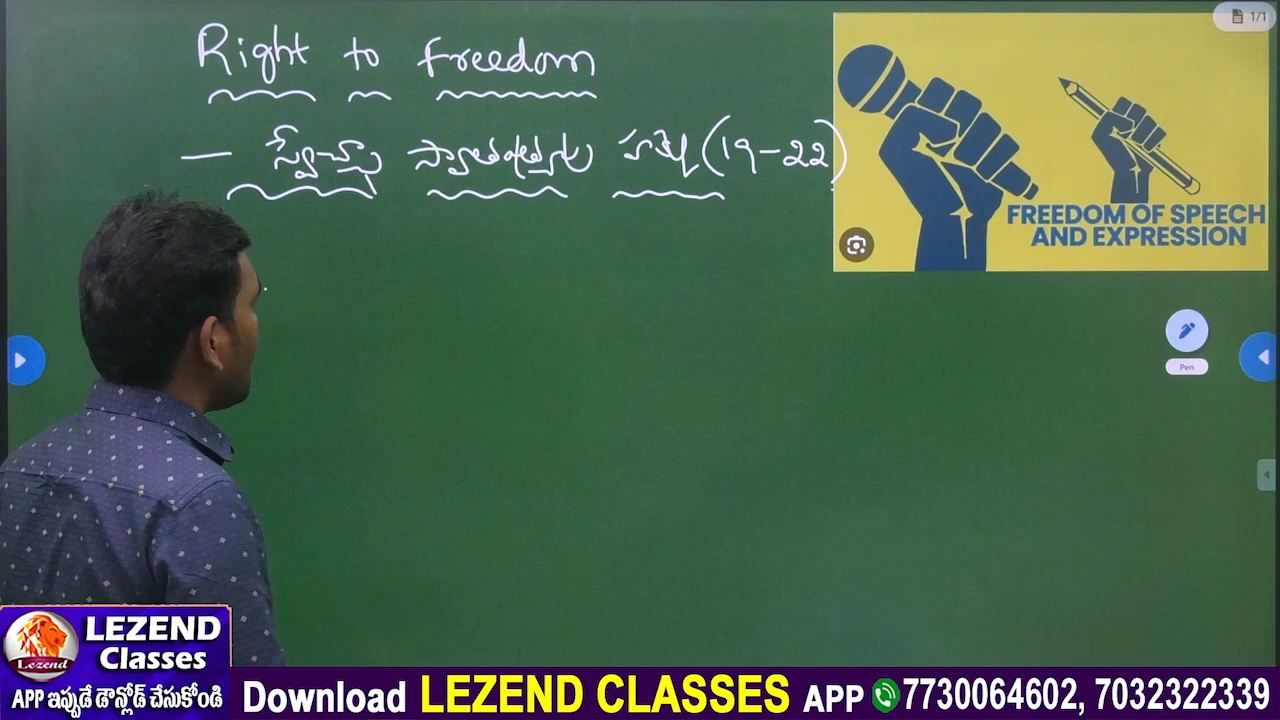 Right to freedom
– స్వేచ్ఛా స్వాతంత్ర్యపు హక్కు (19-22)
1/1
FREEDOM OF SPEECH
AND EXPRESSION
Pen
LEZEND
Classes
Lezend
APP ఇప్పుడే డౌన్లోడ్ చేసుకోండి
Download LEZEND CLASSES APP 7730064602, 7032322339